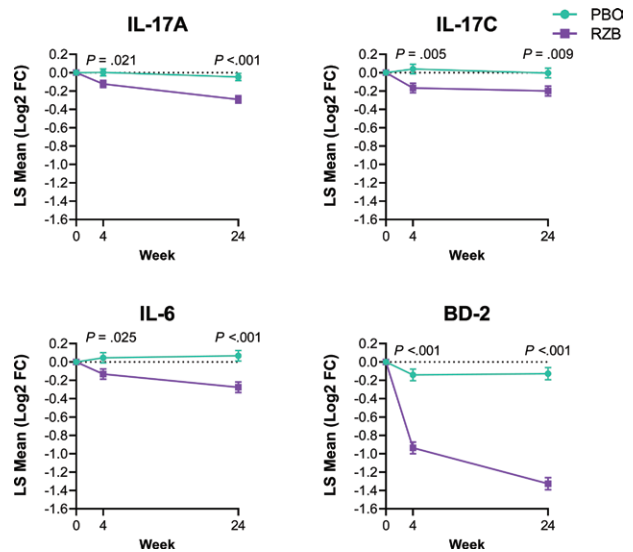 PBO
RZB
IL-17A
P = .021 P <.001
LS Mean (Log2 FC)
0.2
0.0
-0.2
-0.4
-0.6
-0.8
-1.0
-1.2
-1.4
-1.6
0 4 24
Week
IL-17C
P = .005 P = .009
LS Mean (Log2 FC)
0.2
0.0
-0.2
-0.4
-0.6
-0.8
-1.0
-1.2
-1.4
-1.6
0 4 24
Week
IL-6
P = .025 P <.001
LS Mean (Log2 FC)
0.2
0.0
-0.2
-0.4
-0.6
-0.8
-1.0
-1.2
-1.4
-1.6
0 4 24
Week
BD-2
P <.001 P <.001
LS Mean (Log2 FC)
0.2
0.0
-0.2
-0.4
-0.6
-0.8
-1.0
-1.2
-1.4
-1.6
0 4 24
Week